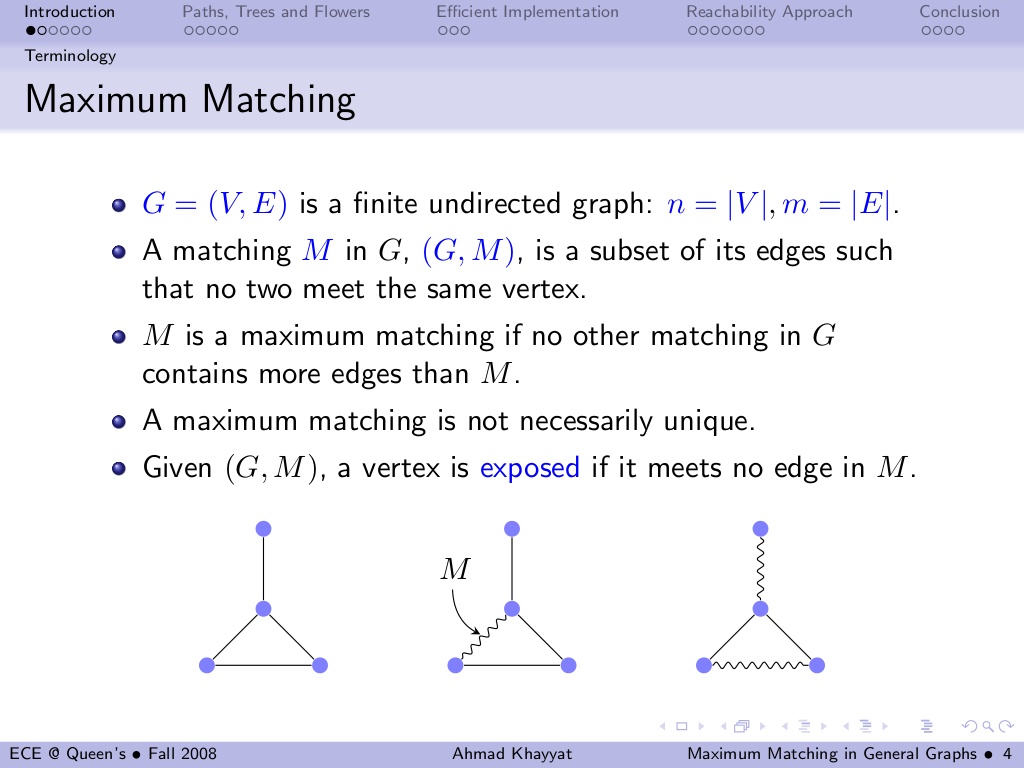 Introduction
Paths, Trees and Flowers
Efficient Implementation
Reachability Approach
Conclusion
Terminology
Maximum Matching
G = (V, E) is a finite undirected graph: n = |V|, m = |E|.
A matching M in G, (G, M), is a subset of its edges such
that no two meet the same vertex.
M is a maximum matching if no other matching in G
contains more edges than M.
A maximum matching is not necessarily unique.
Given (G, M), a vertex is exposed if it meets no edge in M.
M
ECE @ Queen's • Fall 2008
Ahmad Khayyat
Maximum Matching in General Graphs • 4